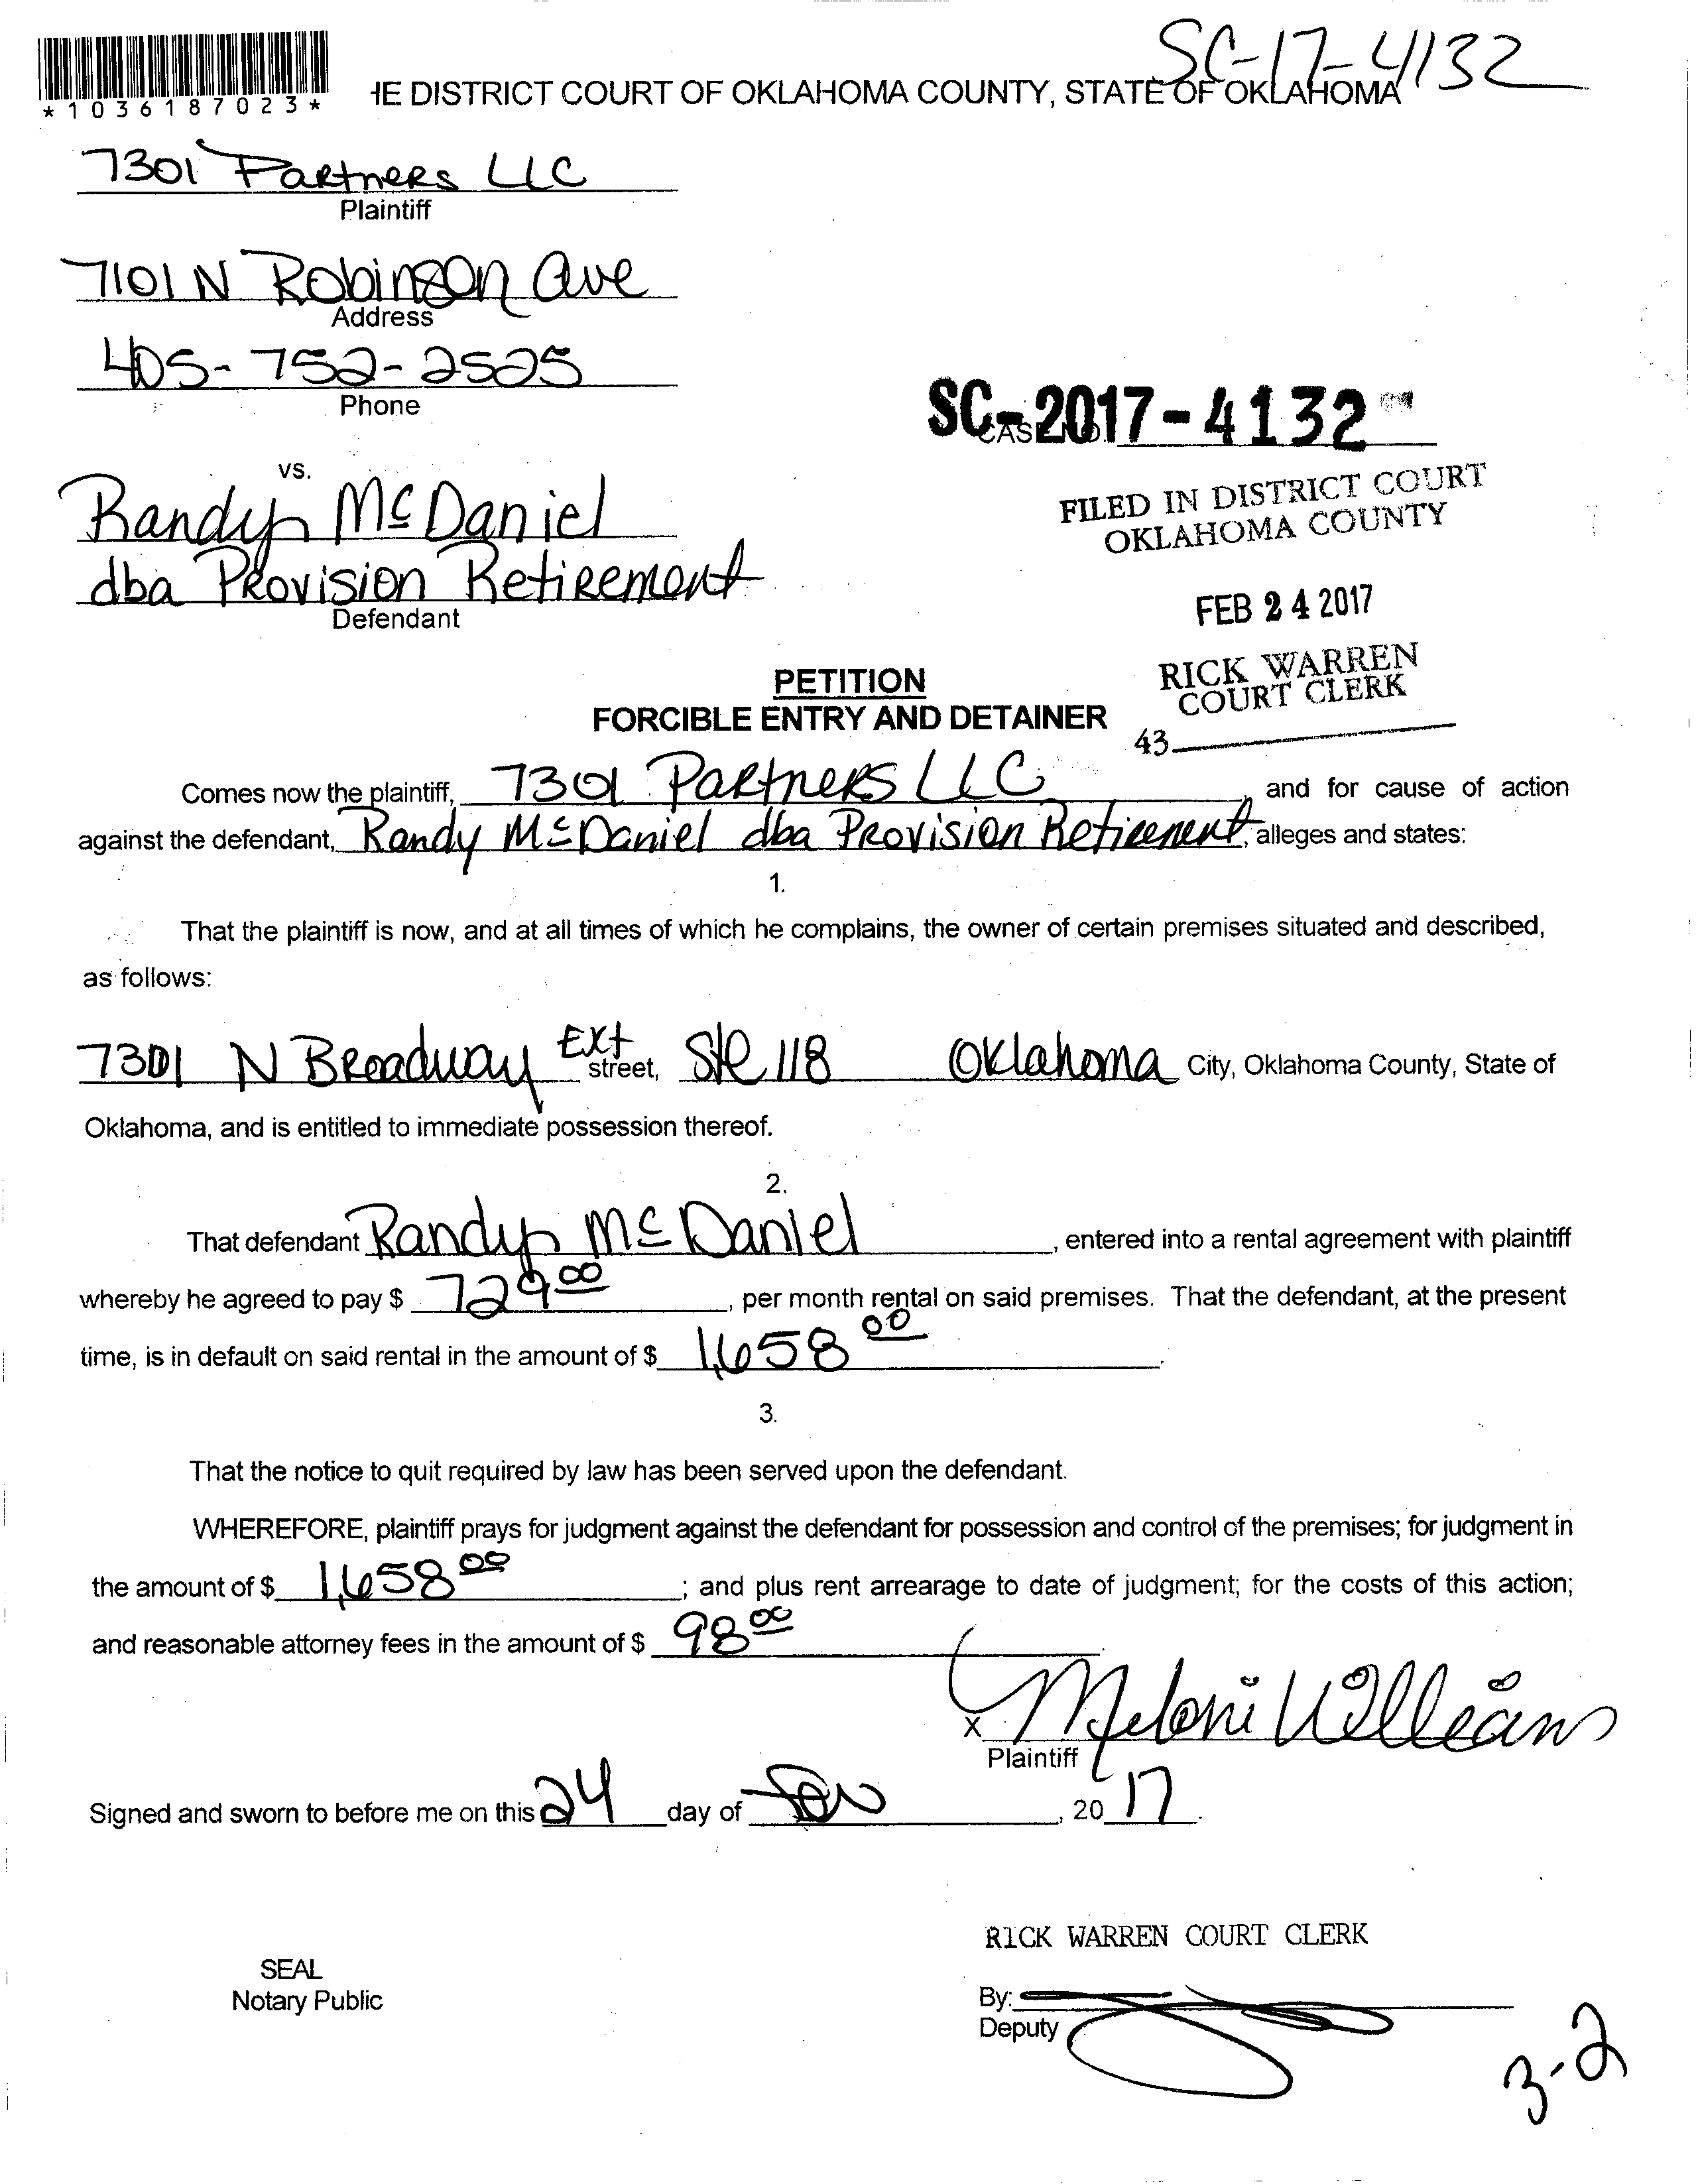 SC-17-4132
*1036187023*
HE DISTRICT COURT OF OKLAHOMA COUNTY, STATE OF OKLAHOMA
7301 Partners LLC
Plaintiff
7101 N Robinson Ave
Address
405-752-2525
Phone
SC-2017-4132
CAS
FILED IN DISTRICT COURT
OKLAHOMA COUNTY
FEB 24 2017
RICK WARREN
COURT CLERK
43
vs.
Randy McDaniel
dba Provision Retirement
Defendant
PETITION
FORCIBLE ENTRY AND DETAINER
Comes now the plaintiff, 7301 Partners LLC, and for cause of action
against the defendant, Randy McDaniel dba Provision Retirement, alleges and states:
1.
That the plaintiff is now, and at all times of which he complains, the owner of certain premises situated and described,
as follows:
7301 N Broadway Ext street, Ste 118 Oklahoma City, Oklahoma County, State of
Oklahoma, and is entitled to immediate possession thereof.
2.
That defendant Randy McDaniel, entered into a rental agreement with plaintiff
whereby he agreed to pay $ 729 00, per month rental on said premises. That the defendant, at the present
time, is in default on said rental in the amount of $ 1,658 00.
3.
That the notice to quit required by law has been served upon the defendant.
WHEREFORE, plaintiff prays for judgment against the defendant for possession and control of the premises; for judgment in
the amount of $ 1,658 00; and plus rent arrearage to date of judgment; for the costs of this action;
and reasonable attorney fees in the amount of $ 98 00.
x Meloni Williams
Plaintiff
Signed and sworn to before me on this 24 day of Feb, 20 17.
RICK WARREN COURT CLERK
SEAL
Notary Public
By:
Deputy
3-2